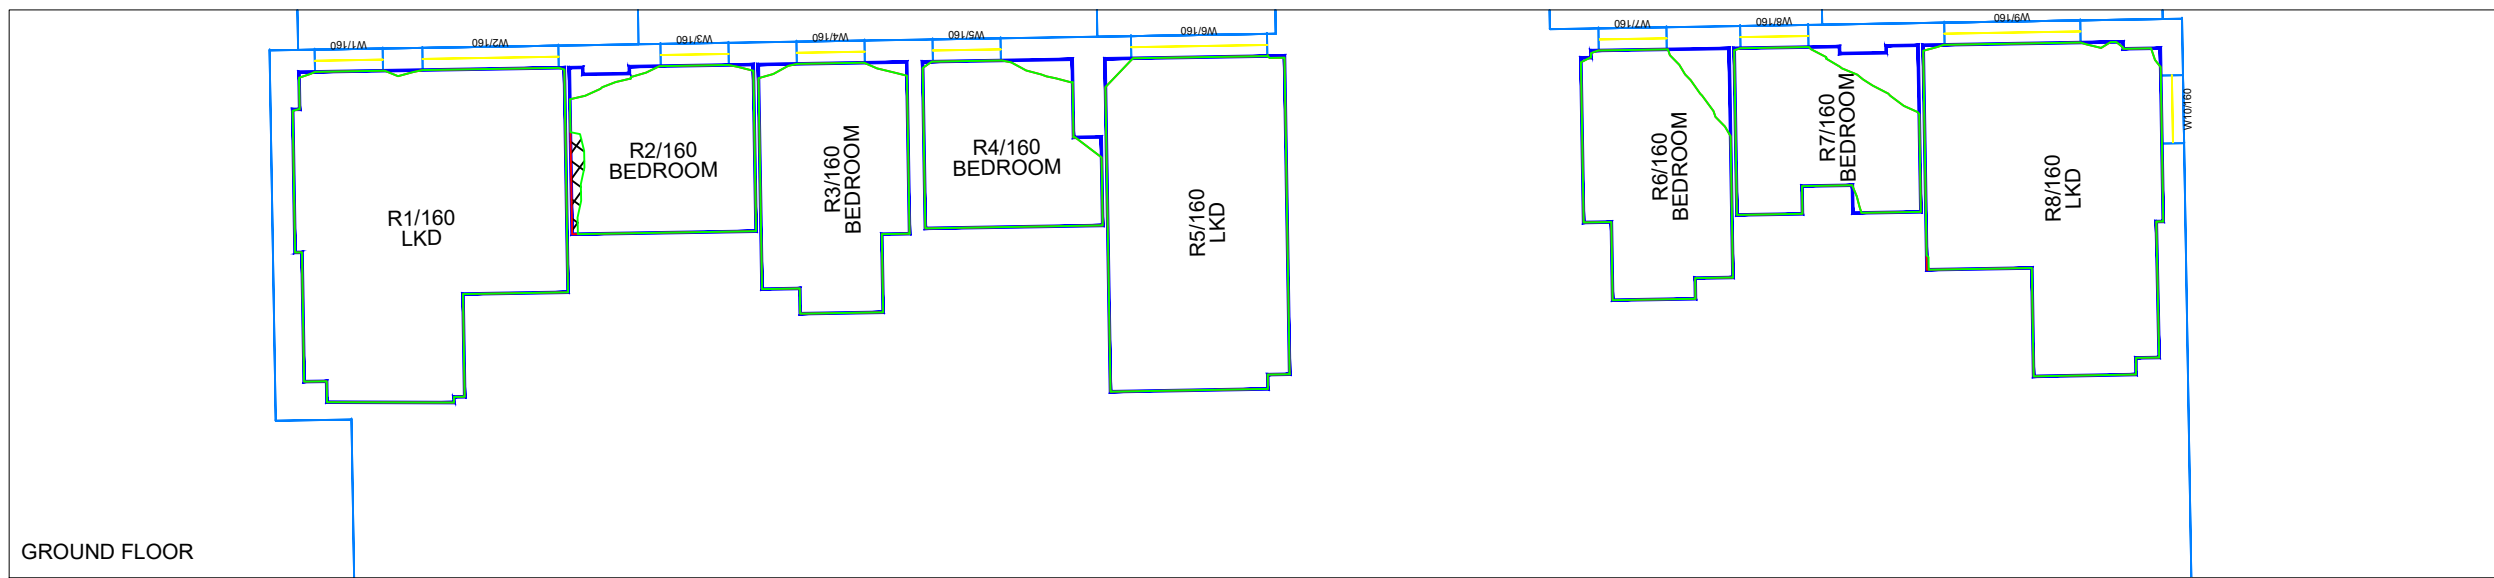 W1/160
W2/160
W3/160
W4/160
W5/160
W6/160
W7/160
W8/160
W9/160
W10/160
R1/160
LKD
R2/160
BEDROOM
R3/160
BEDROOM
R4/160
BEDROOM
R5/160
LKD
R6/160
BEDROOM
R7/160
BEDROOM
R8/160
LKD
GROUND FLOOR